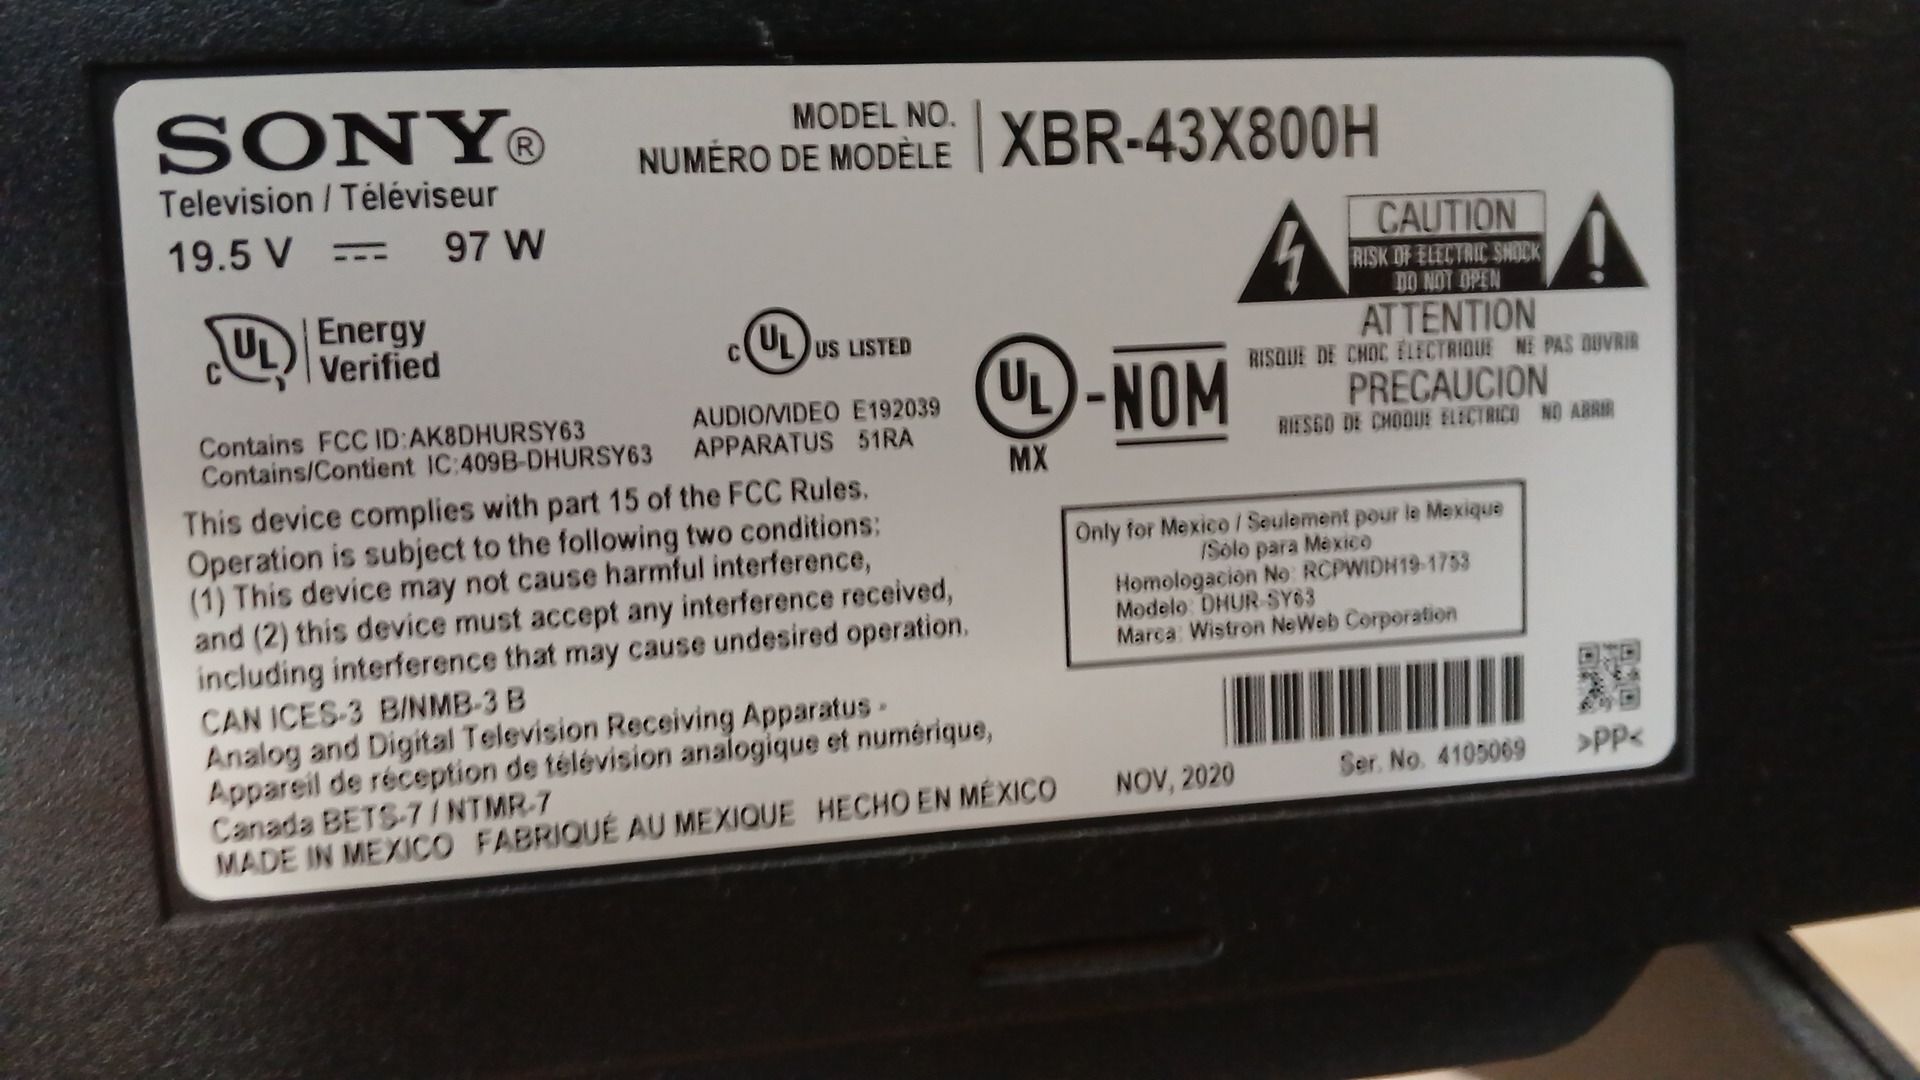 SONY®
Television / Téléviseur
19.5 V 97 W
MODEL NO.
NUMÉRO DE MODÈLE
XBR-43X800H
CAUTION
RISK OF ELECTRIC SHOCK
DO NOT OPEN
ATTENTION
RISQUE DE CHOC ÉLECTRIQUE NE PAS OUVRIR
PRECAUCION
RIESGO DE CHOQUE ELECTRICO NO ABRIR
C UL Energy
Verified
C UL US LISTED
AUDIO/VIDEO E192039
APPARATUS 51RA
UL -NOM
MX
Contains FCC ID:AK8DHURSY63
Contains/Contient IC:409B-DHURSY63
This device complies with part 15 of the FCC Rules.
Operation is subject to the following two conditions:
(1) This device may not cause harmful interference,
and (2) this device must accept any interference received,
including interference that may cause undesired operation.
CAN ICES-3 B/NMB-3 B
Analog and Digital Television Receiving Apparatus -
Appareil de réception de télévision analogique et numérique,
Canada BETS-7 / NTMR-7
MADE IN MEXICO FABRIQUÉ AU MEXIQUE HECHO EN MÉXICO
Only for Mexico / Seulement pour le Mexique
/Sólo para México
Homologación No: RCPWIDH19-1753
Modelo: DHUR-SY63
Marca: Wistron NeWeb Corporation
NOV, 2020
Ser. No. 4105069
>PP<